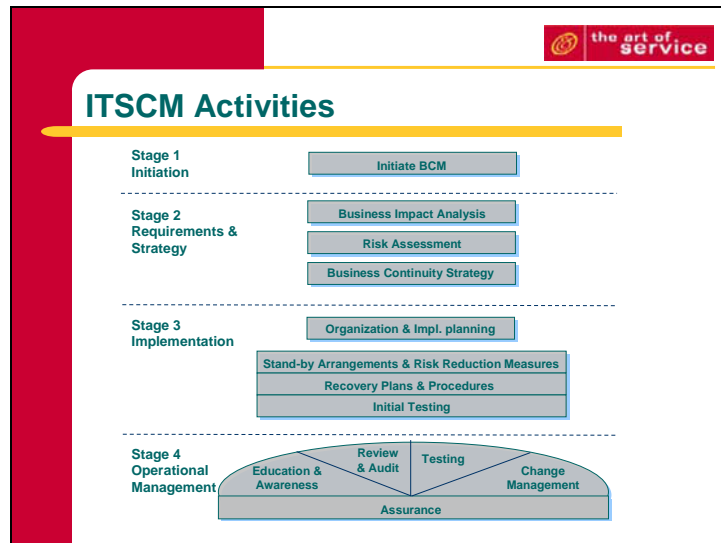 the art of
service
ITSCM Activities
Stage 1
Initiation
Initiate BCM
Stage 2
Requirements &
Strategy
Business Impact Analysis
Risk Assessment
Business Continuity Strategy
Stage 3
Implementation
Organization & Impl. planning
Stand-by Arrangements & Risk Reduction Measures
Recovery Plans & Procedures
Initial Testing
Stage 4
Operational
Management
Education &
Awareness
Review
& Audit
Testing
Change
Management
Assurance